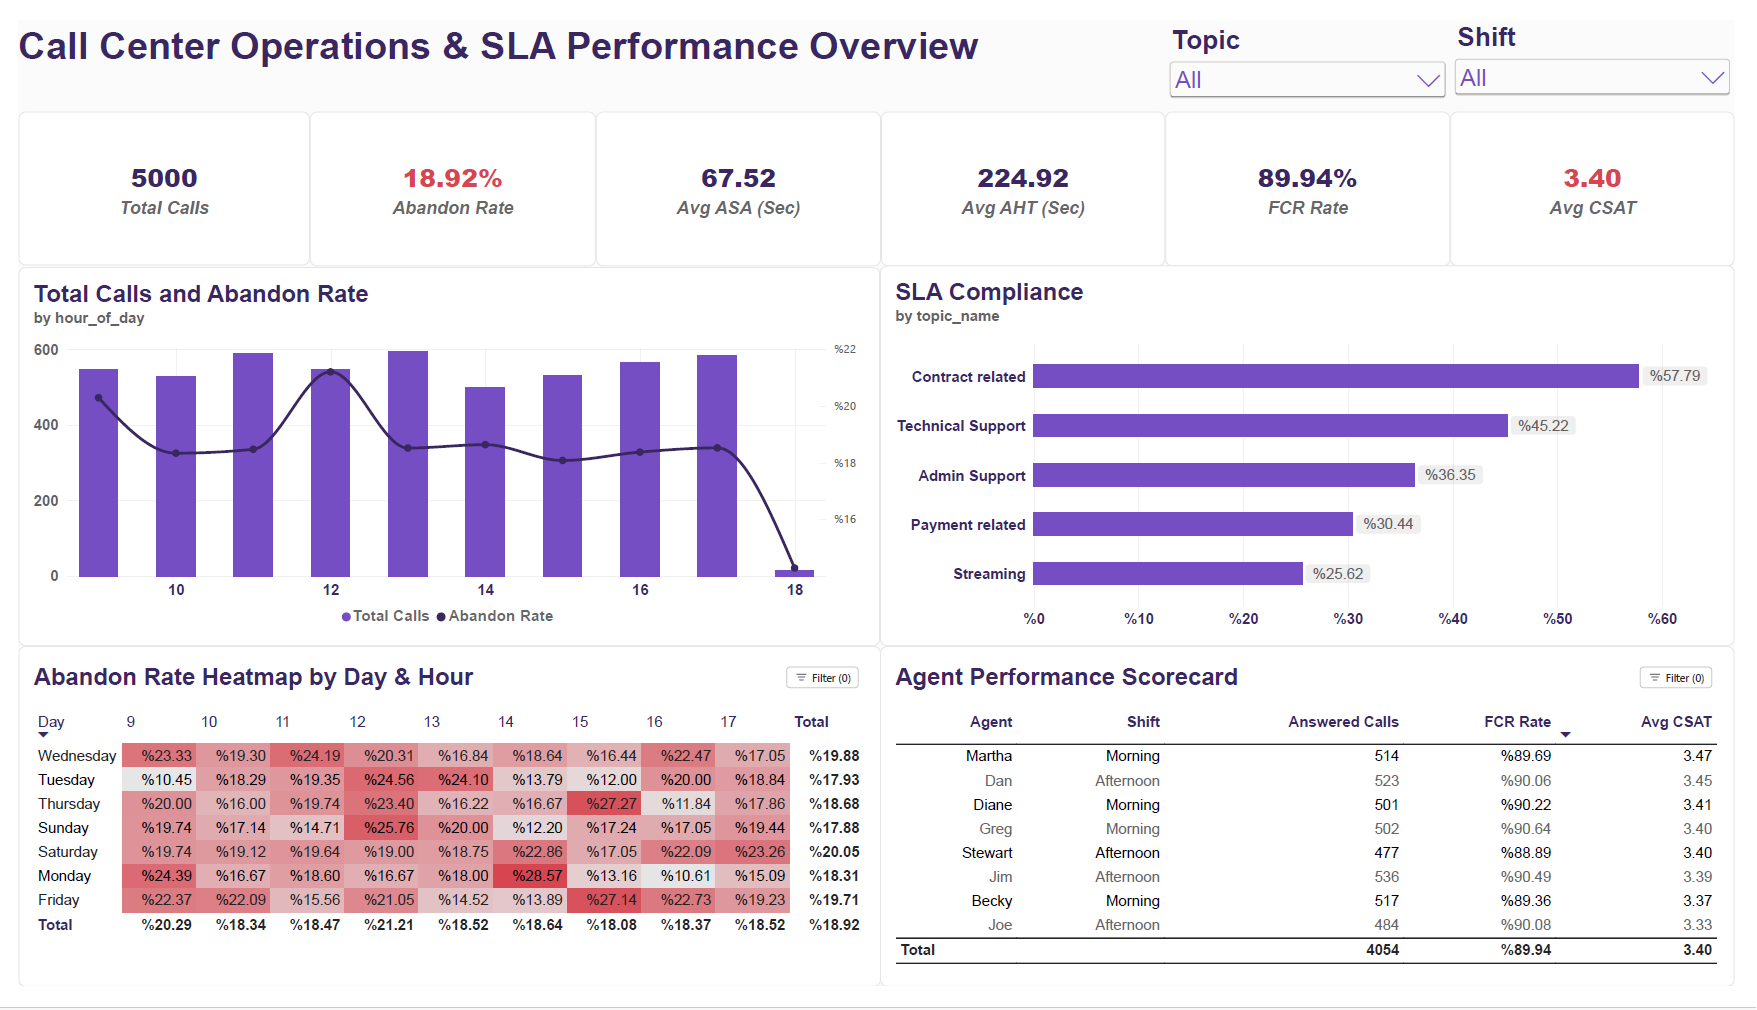 Call Center Operations & SLA Performance Overview
Topic
All
Shift
All
5000
Total Calls
18.92%
Abandon Rate
67.52
Avg ASA (Sec)
224.92
Avg AHT (Sec)
89.94%
FCR Rate
3.40
Avg CSAT
Total Calls and Abandon Rate
by hour_of_day
600
400
200
0
%22
%20
%18
%16
10 12 14 16 18
Total Calls Abandon Rate
SLA Compliance
by topic_name
Contract related %57.79
Technical Support %45.22
Admin Support %36.35
Payment related %30.44
Streaming %25.62
%0 %10 %20 %30 %40 %50 %60
Abandon Rate Heatmap by Day & Hour
Filter (0)
Day 9 10 11 12 13 14 15 16 17 Total
Wednesday %23.33 %19.30 %24.19 %20.31 %16.84 %18.64 %16.44 %22.47 %17.05 %19.88
Tuesday %10.45 %18.29 %19.35 %24.56 %24.10 %13.79 %12.00 %20.00 %18.84 %17.93
Thursday %20.00 %16.00 %19.74 %23.40 %16.22 %16.67 %27.27 %11.84 %17.86 %18.68
Sunday %19.74 %17.14 %14.71 %25.76 %20.00 %12.20 %17.24 %17.05 %19.44 %17.88
Saturday %19.74 %19.12 %19.64 %19.00 %18.75 %22.86 %17.05 %22.09 %23.26 %20.05
Monday %24.39 %16.67 %18.60 %16.67 %18.00 %28.57 %13.16 %10.61 %15.09 %18.31
Friday %22.37 %22.09 %15.56 %21.05 %14.52 %13.89 %27.14 %22.73 %19.23 %19.71
Total %20.29 %18.34 %18.47 %21.21 %18.52 %18.64 %18.08 %18.37 %18.52 %18.92
Agent Performance Scorecard
Filter (0)
Agent Shift Answered Calls FCR Rate Avg CSAT
Martha Morning 514 %89.69 3.47
Dan Afternoon 523 %90.06 3.45
Diane Morning 501 %90.22 3.41
Greg Morning 502 %90.64 3.40
Stewart Afternoon 477 %88.89 3.40
Jim Afternoon 536 %90.49 3.39
Becky Morning 517 %89.36 3.37
Joe Afternoon 484 %90.08 3.33
Total 4054 %89.94 3.40